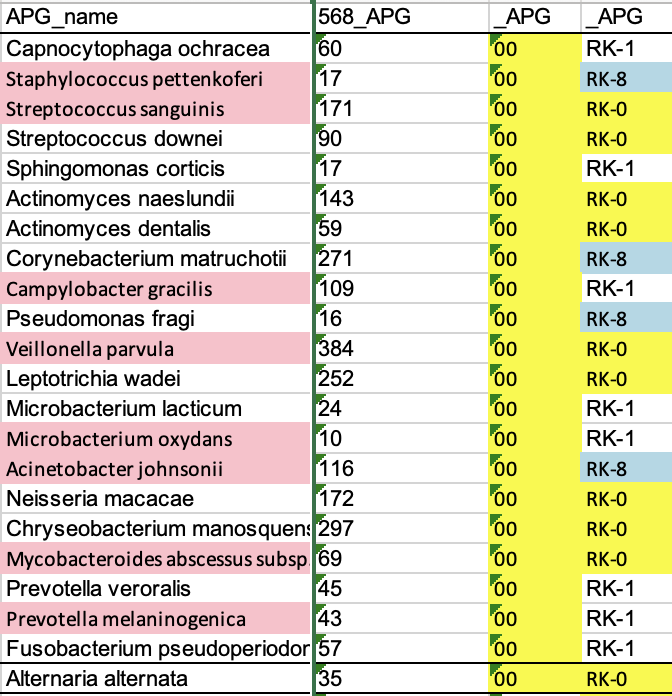 APG_name 568_APG _APG _APG
Capnocytophaga ochracea 60 00 RK-1
Staphylococcus pettenkoferi 17 00 RK-8
Streptococcus sanguinis 171 00 RK-0
Streptococcus downei 90 00 RK-0
Sphingomonas corticis 17 00 RK-1
Actinomyces naeslundii 143 00 RK-0
Actinomyces dentalis 59 00 RK-0
Corynebacterium matruchotii 271 00 RK-8
Campylobacter gracilis 109 00 RK-1
Pseudomonas fragi 16 00 RK-8
Veillonella parvula 384 00 RK-0
Leptotrichia wadei 252 00 RK-0
Microbacterium lacticum 24 00 RK-1
Microbacterium oxydans 10 00 RK-1
Acinetobacter johnsonii 116 00 RK-8
Neisseria macacae 172 00 RK-0
Chryseobacterium manosquens 297 00 RK-0
Mycobacteroides abscessus subsp. 69 00 RK-0
Prevotella veroralis 45 00 RK-1
Prevotella melaninogenica 43 00 RK-1
Fusobacterium pseudoperiodon 57 00 RK-1
Alternaria alternata 35 00 RK-0